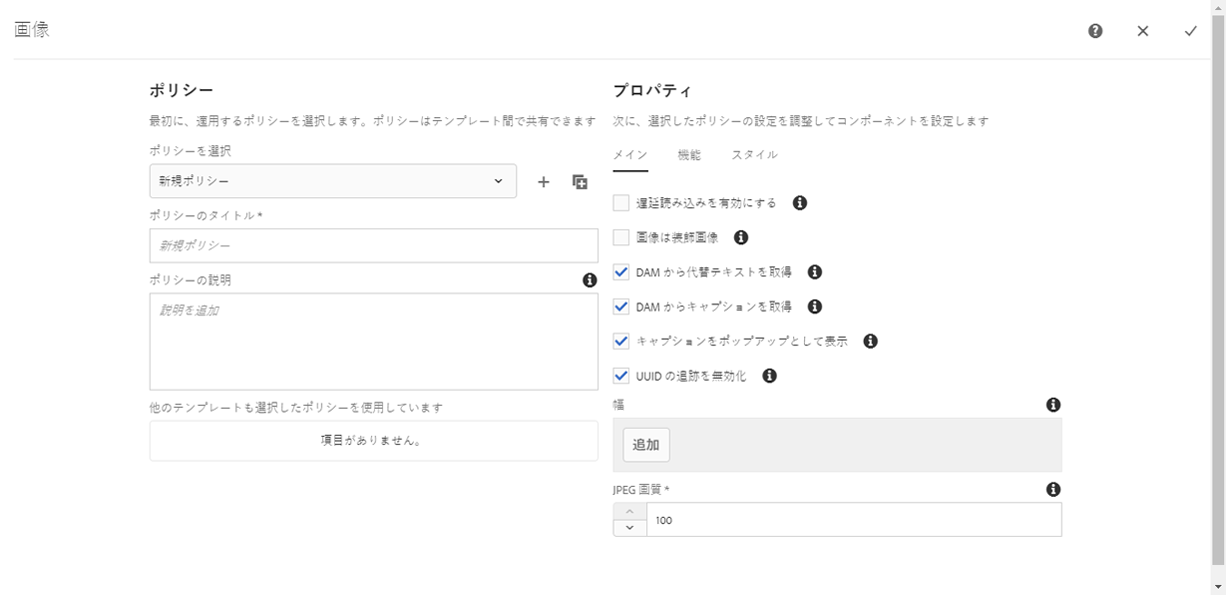 画像
ポリシー
最初に、運用するポリシーを選択します。ポリシーはテンプレート間で共有できます
ポリシーを選択
新規ポリシー
ポリシーのタイトル *
新規ポリシー
ポリシーの説明
説明を追加
他のテンプレートも選択したポリシーを使用しています
項目がありません。
プロパティ
次に、選択したポリシーの設定を調整してコンポーネントを設定します
メイン 機能 スタイル
遅延読み込みを有効にする
画像は装飾画像
DAM から代替テキストを取得
DAM からキャプションを取得
キャプションをポップアップとして表示
UUID の追跡を無効化
幅
追加
JPEG 画質 *
100